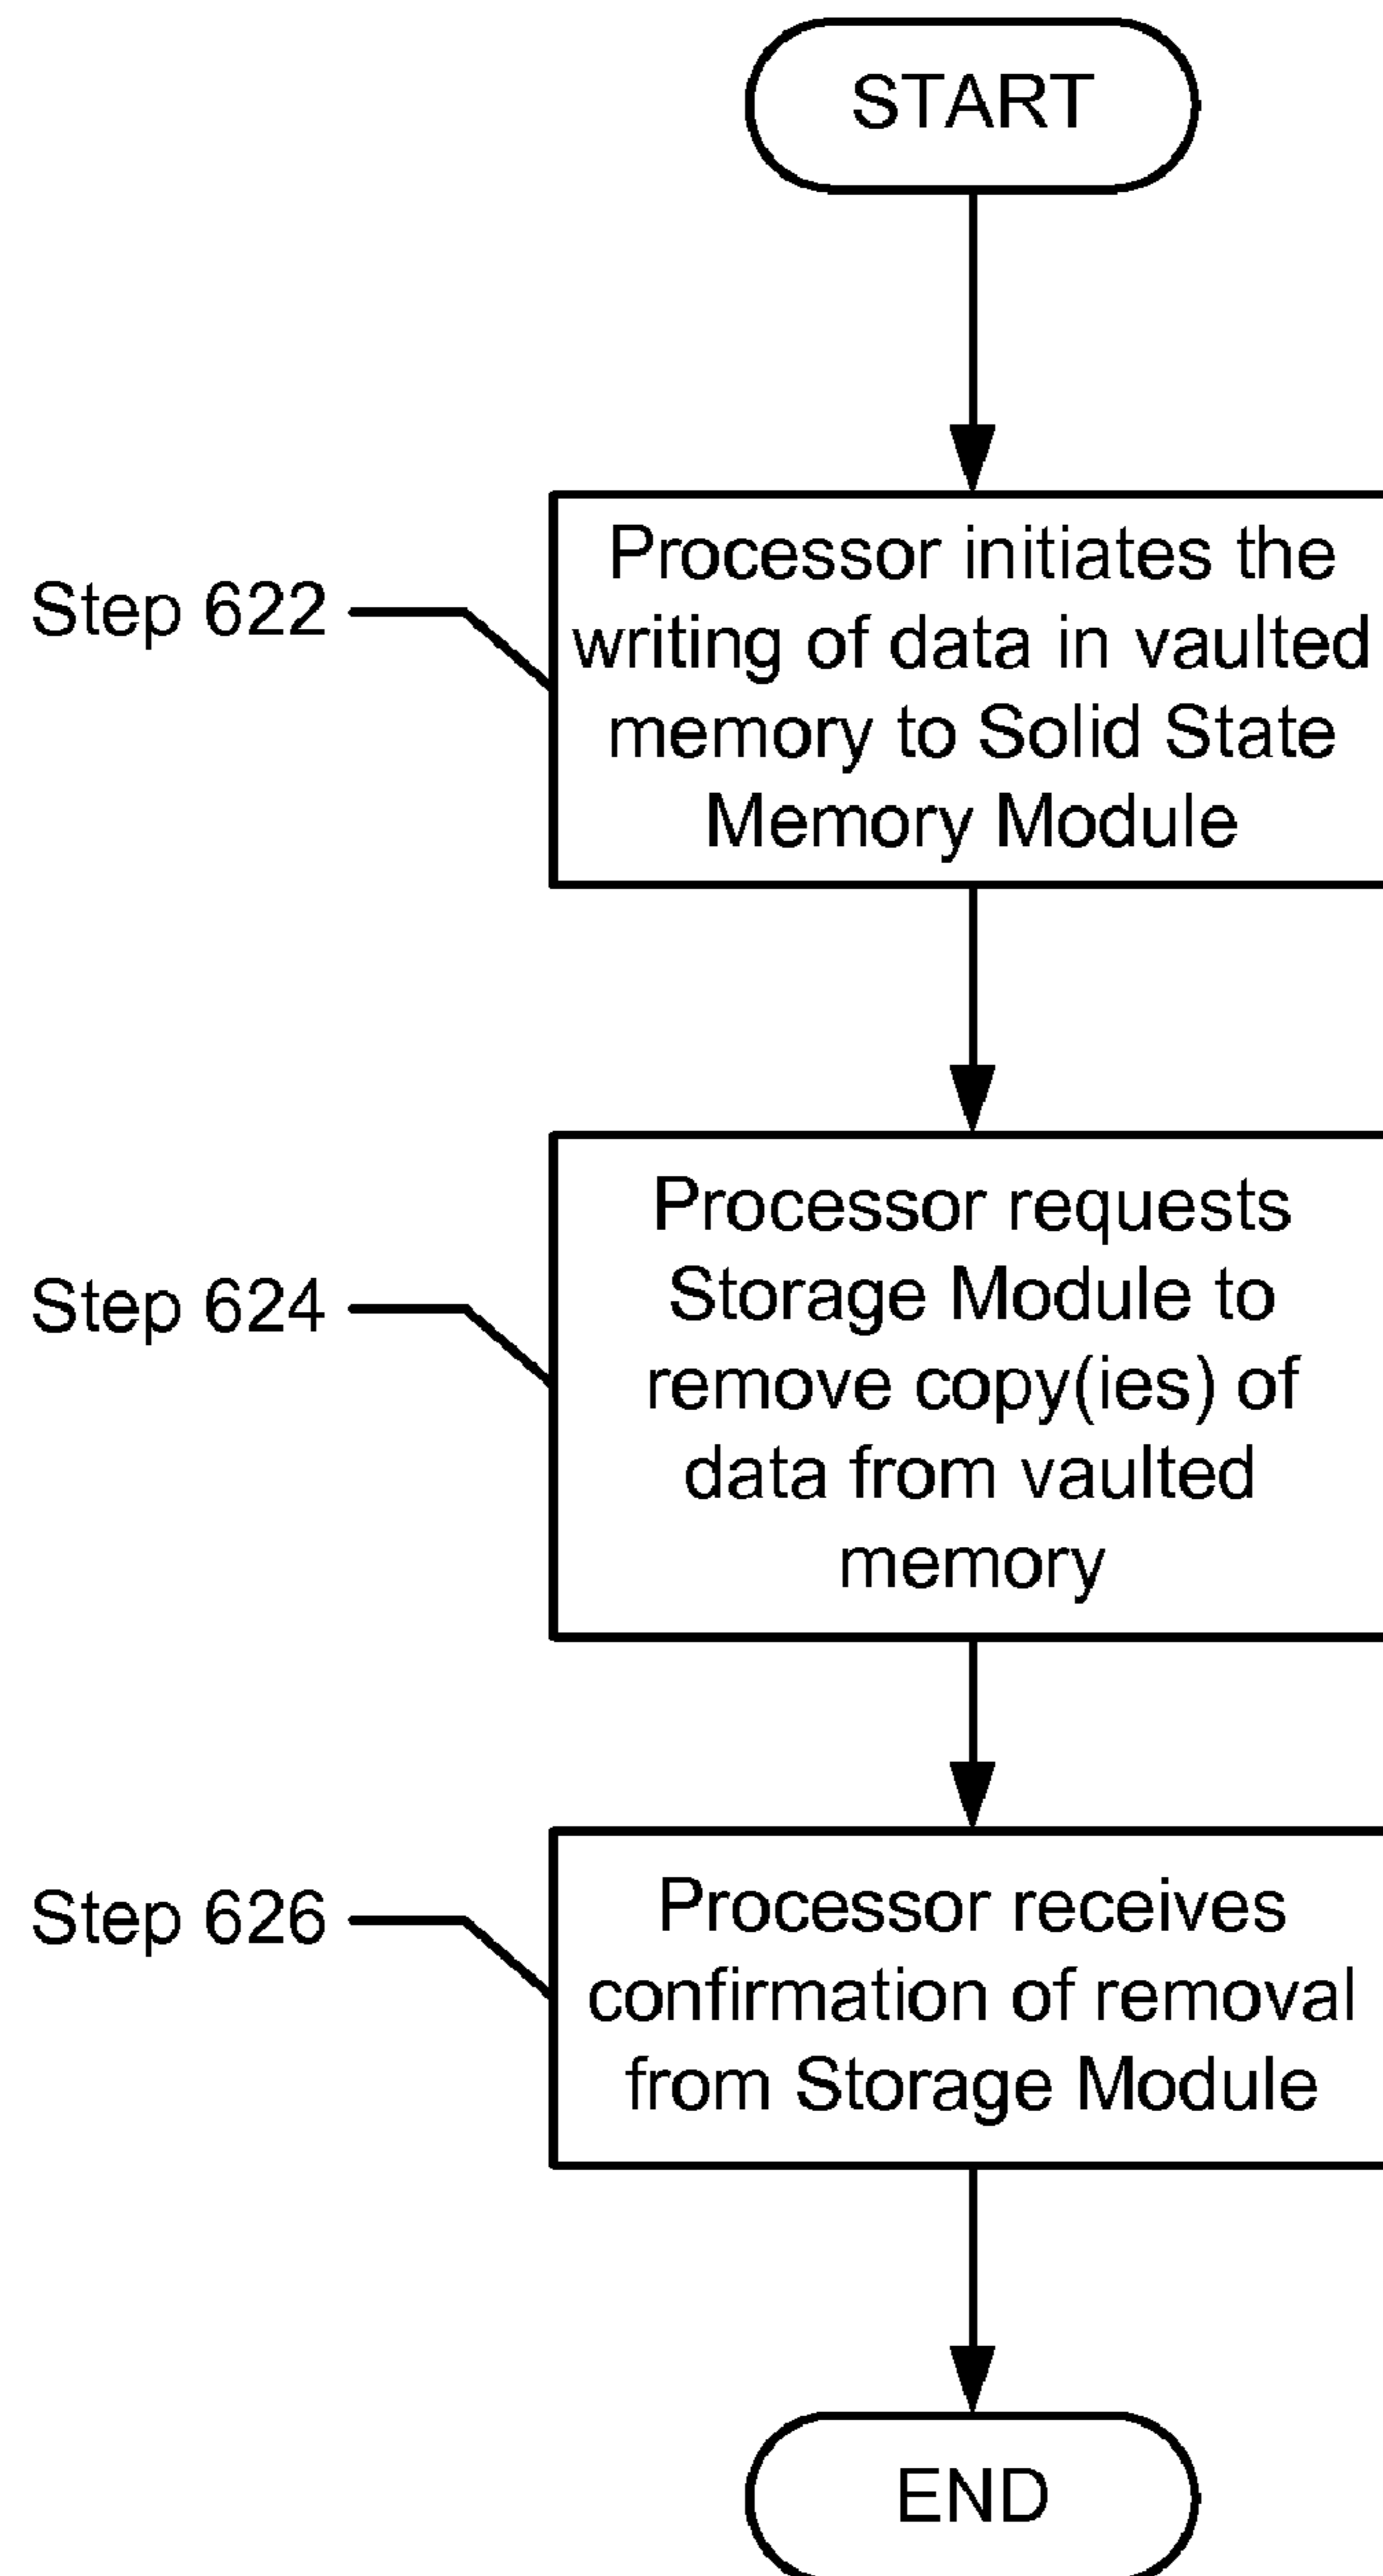 START
Step 622
Processor initiates the
writing of data in vaulted
memory to Solid State
Memory Module
Step 624
Processor requests
Storage Module to
remove copy(ies) of
data from vaulted
memory
Step 626
Processor receives
confirmation of removal
from Storage Module
END